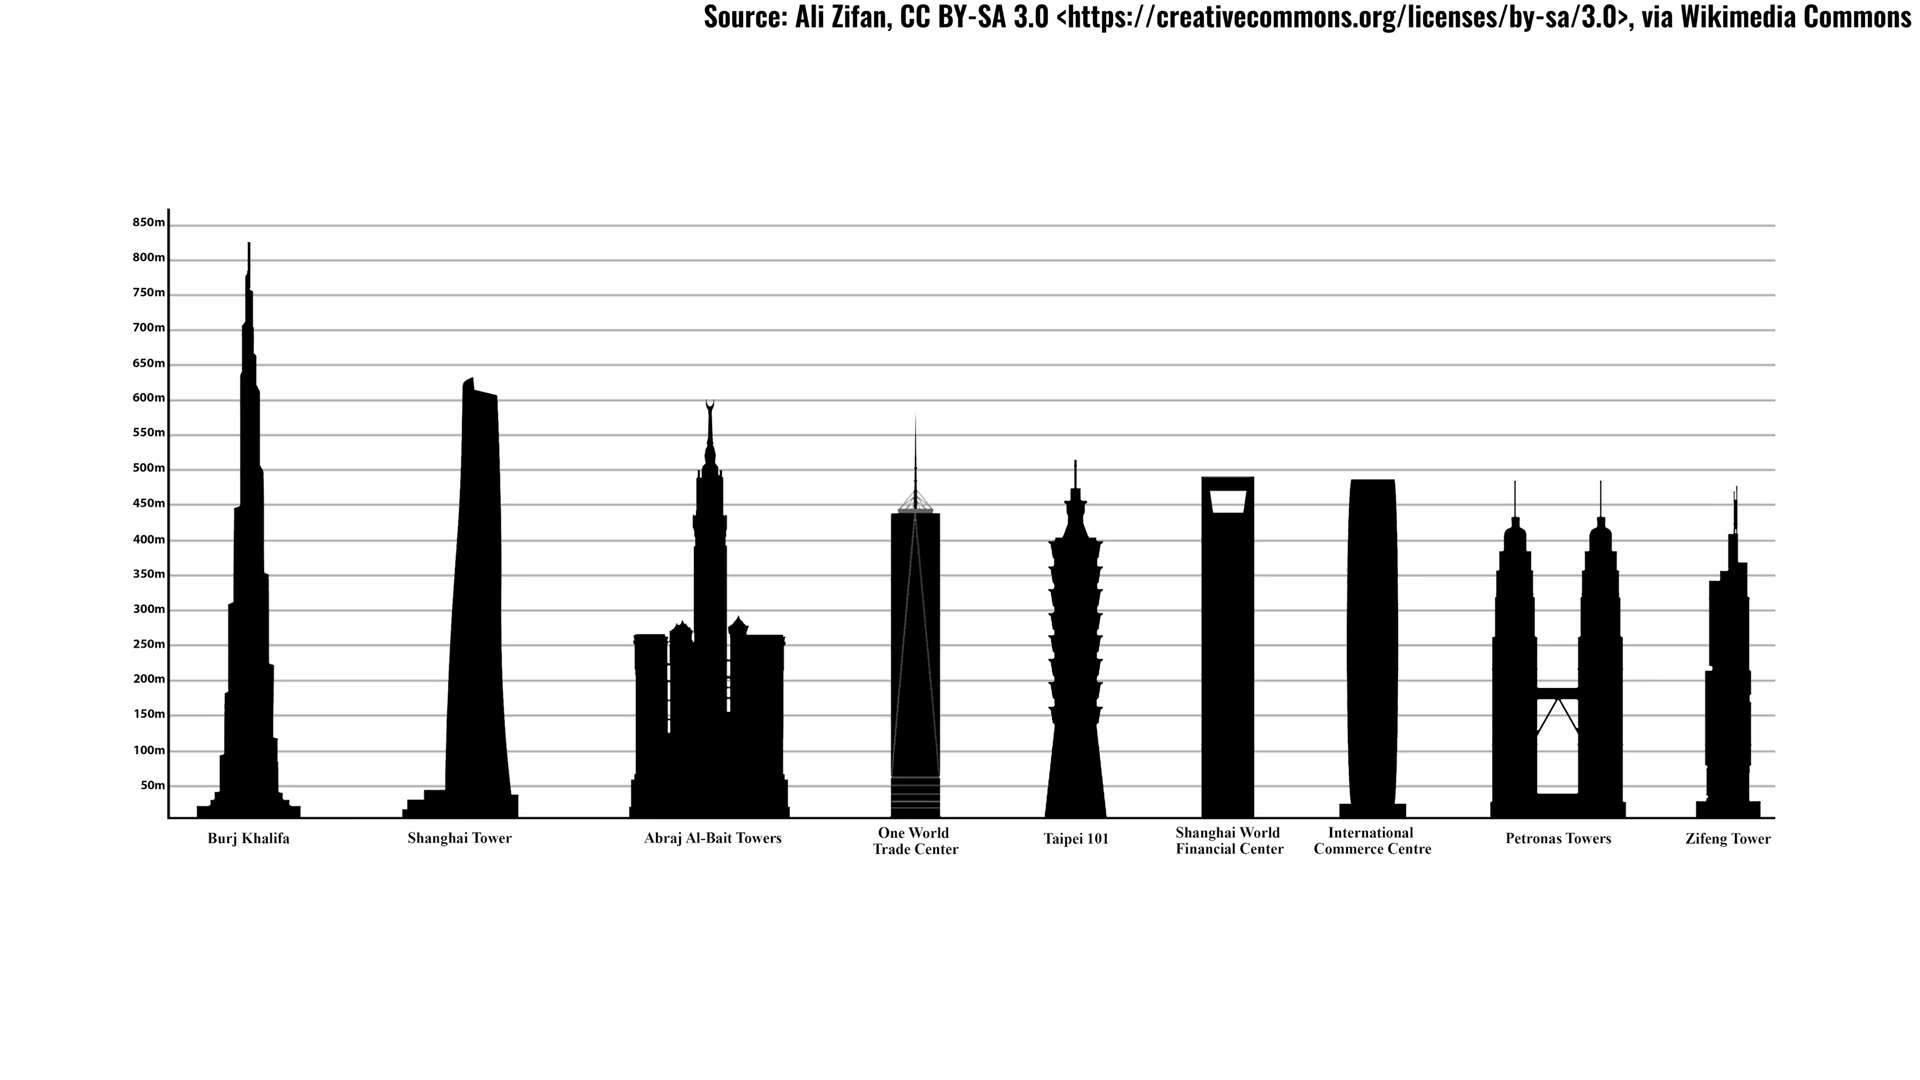 Source: Ali Zifan, CC BY-SA 3.0 <https://creativecommons.org/licenses/by-sa/3.0>, via Wikimedia Commons
850m
800m
750m
700m
650m
600m
550m
500m
450m
400m
350m
300m
250m
200m
150m
100m
50m
Burj Khalifa
Shanghai Tower
Abraj Al-Bait Towers
One World
Trade Center
Taipei 101
Shanghai World
Financial Center
International
Commerce Centre
Petronas Towers
Zifeng Tower